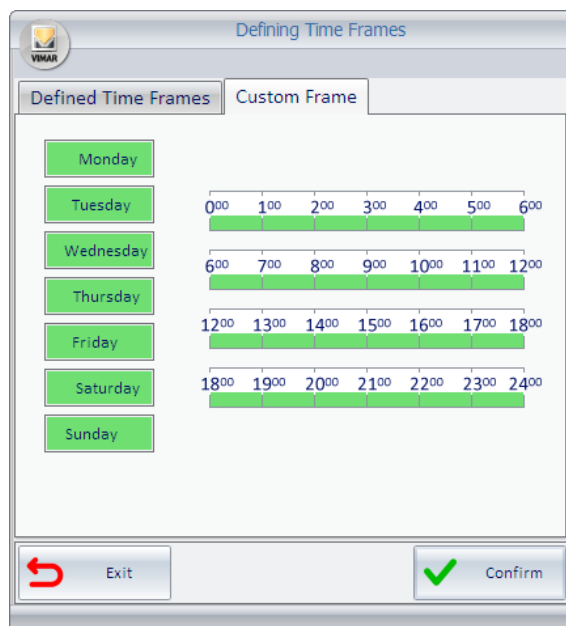 Defining Time Frames
VIMAR
Defined Time Frames Custom Frame
Monday
Tuesday
Wednesday
Thursday
Friday
Saturday
Sunday
0⁰⁰ 1⁰⁰ 2⁰⁰ 3⁰⁰ 4⁰⁰ 5⁰⁰ 6⁰⁰
6⁰⁰ 7⁰⁰ 8⁰⁰ 9⁰⁰ 10⁰⁰ 11⁰⁰ 12⁰⁰
12⁰⁰ 13⁰⁰ 14⁰⁰ 15⁰⁰ 16⁰⁰ 17⁰⁰ 18⁰⁰
18⁰⁰ 19⁰⁰ 20⁰⁰ 21⁰⁰ 22⁰⁰ 23⁰⁰ 24⁰⁰
Exit Confirm